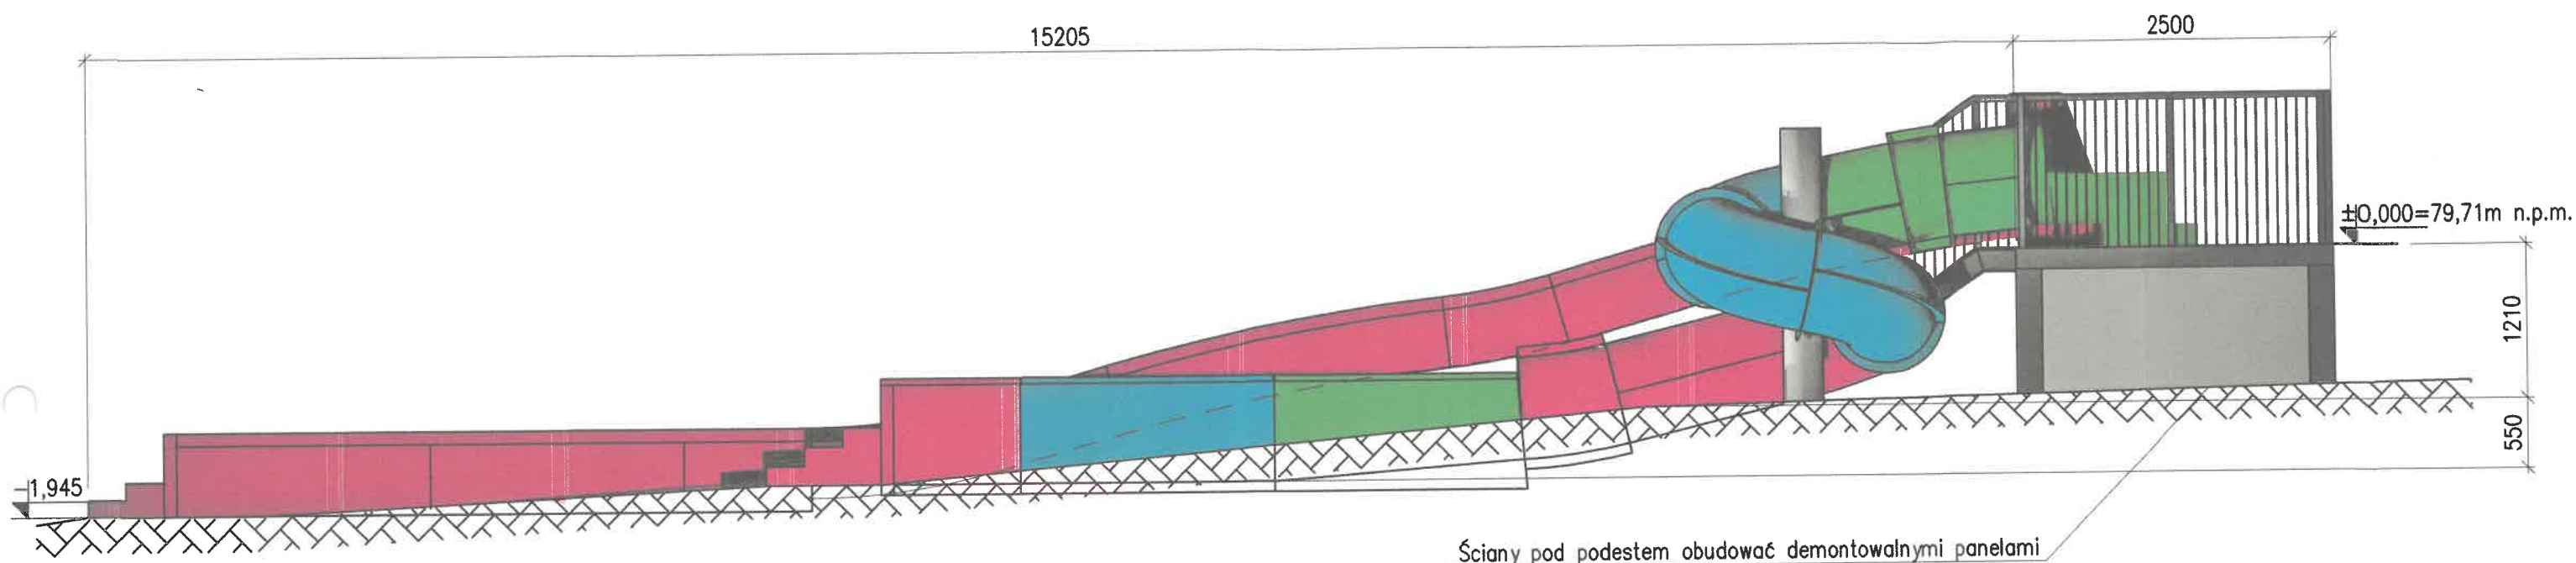 15205
2500
±0,000=79,71m n.p.m.
1210
550
-1,945
Ściany pod podestem obudować demontowalnymi panelami